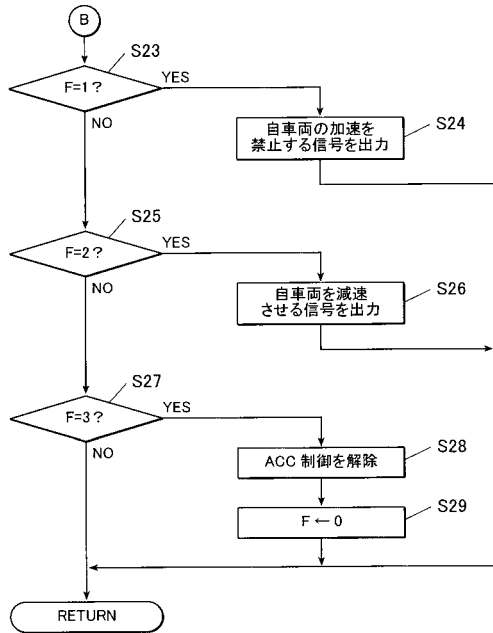 B
S23
F=1?
YES
NO
自車両の加速を
禁止する信号を出力
S24
S25
F=2?
YES
NO
自車両を減速
させる信号を出力
S26
S27
F=3?
YES
NO
ACC 制御を解除
S28
F ← 0
S29
RETURN